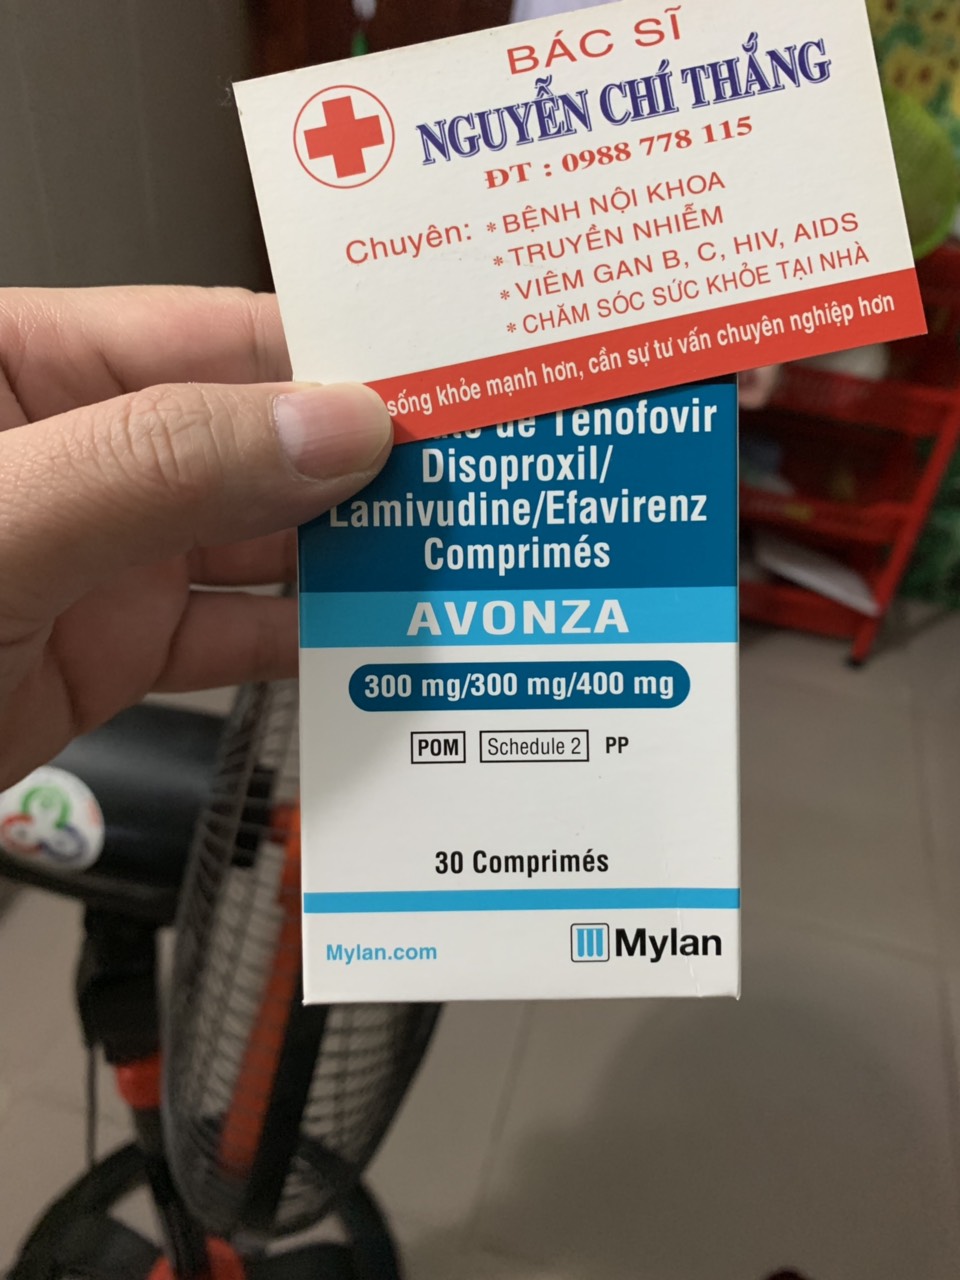 BÁC SĨ
NGUYỄN CHÍ THẮNG
ĐT : 0988 778 115
Chuyên: * BỆNH NỘI KHOA
* TRUYỀN NHIỄM
* VIÊM GAN B, C, HIV, AIDS
* CHĂM SÓC SỨC KHỎE TẠI NHÀ
sống khỏe mạnh hơn, cần sự tư vấn chuyên nghiệp hơn
de Tenofovir
Disoproxil/
Lamivudine/Efavirenz
Comprimés
AVONZA
300 mg/300 mg/400 mg
POM Schedule 2 PP
30 Comprimés
Mylan.com
Mylan